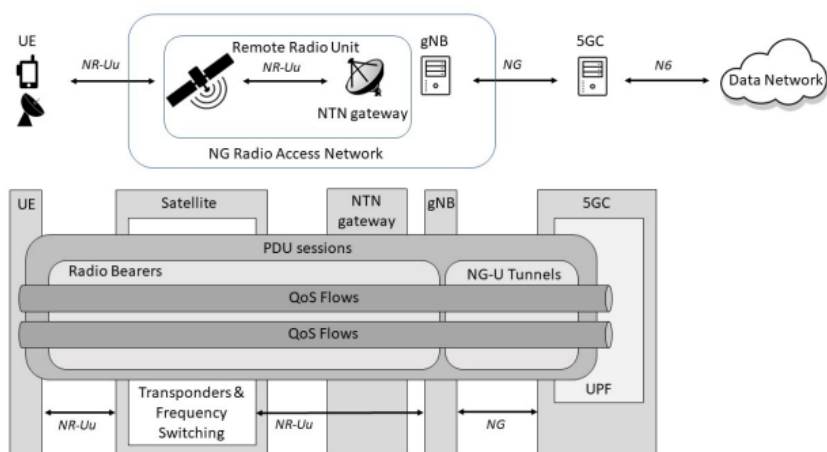 UE
Remote Radio Unit
gNB
5GC
NR-Uu
NR-Uu
NG
N6
Data Network
NTN gateway
NG Radio Access Network
UE
Satellite
NTN
gateway
gNB
5GC
PDU sessions
Radio Bearers
NG-U Tunnels
QoS Flows
QoS Flows
Transponders &
Frequency
Switching
UPF
NR-Uu
NR-Uu
NG